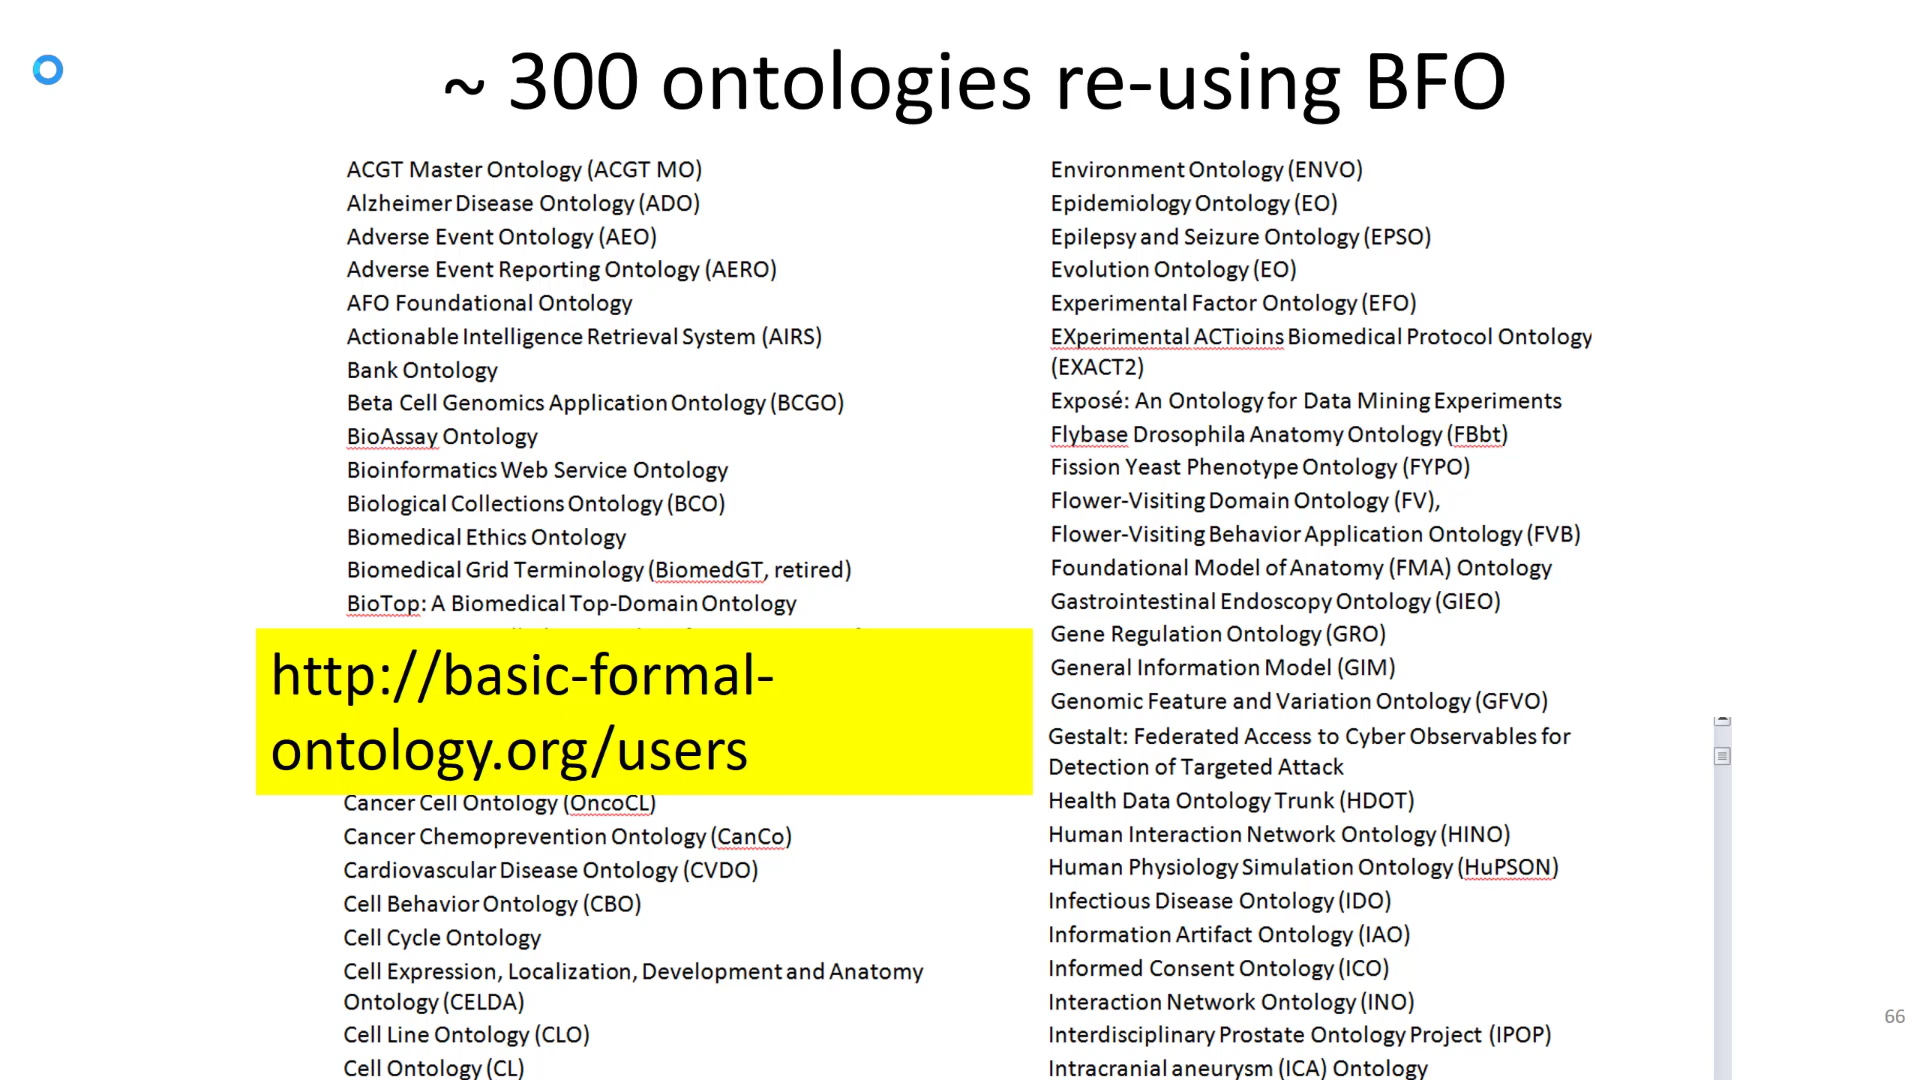 ~ 300 ontologies re-using BFO
ACGT Master Ontology (ACGT MO)
Alzheimer Disease Ontology (ADO)
Adverse Event Ontology (AEO)
Adverse Event Reporting Ontology (AERO)
AFO Foundational Ontology
Actionable Intelligence Retrieval System (AIRS)
Bank Ontology
Beta Cell Genomics Application Ontology (BCGO)
BioAssay Ontology
Bioinformatics Web Service Ontology
Biological Collections Ontology (BCO)
Biomedical Ethics Ontology
Biomedical Grid Terminology (BiomedGT, retired)
BioTop: A Biomedical Top-Domain Ontology
http://basic-formal-
ontology.org/users
Cancer Cell Ontology (OncoCL)
Cancer Chemoprevention Ontology (CanCo)
Cardiovascular Disease Ontology (CVDO)
Cell Behavior Ontology (CBO)
Cell Cycle Ontology
Cell Expression, Localization, Development and Anatomy
Ontology (CELDA)
Cell Line Ontology (CLO)
Cell Ontology (CL)
Environment Ontology (ENVO)
Epidemiology Ontology (EO)
Epilepsy and Seizure Ontology (EPSO)
Evolution Ontology (EO)
Experimental Factor Ontology (EFO)
EXperimental ACTioins Biomedical Protocol Ontology
(EXACT2)
Exposé: An Ontology for Data Mining Experiments
Flybase Drosophila Anatomy Ontology (FBbt)
Fission Yeast Phenotype Ontology (FYPO)
Flower-Visiting Domain Ontology (FV),
Flower-Visiting Behavior Application Ontology (FVB)
Foundational Model of Anatomy (FMA) Ontology
Gastrointestinal Endoscopy Ontology (GIEO)
Gene Regulation Ontology (GRO)
General Information Model (GIM)
Genomic Feature and Variation Ontology (GFVO)
Gestalt: Federated Access to Cyber Observables for
Detection of Targeted Attack
Health Data Ontology Trunk (HDOT)
Human Interaction Network Ontology (HINO)
Human Physiology Simulation Ontology (HuPSON)
Infectious Disease Ontology (IDO)
Information Artifact Ontology (IAO)
Informed Consent Ontology (ICO)
Interaction Network Ontology (INO)
Interdisciplinary Prostate Ontology Project (IPOP)
Intracranial aneurysm (ICA) Ontology
66